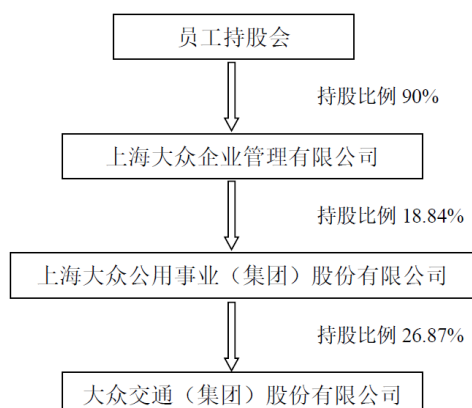 员工持股会
持股比例 90%
上海大众企业管理有限公司
持股比例 18.84%
上海大众公用事业（集团）股份有限公司
持股比例 26.87%
大众交通（集团）股份有限公司